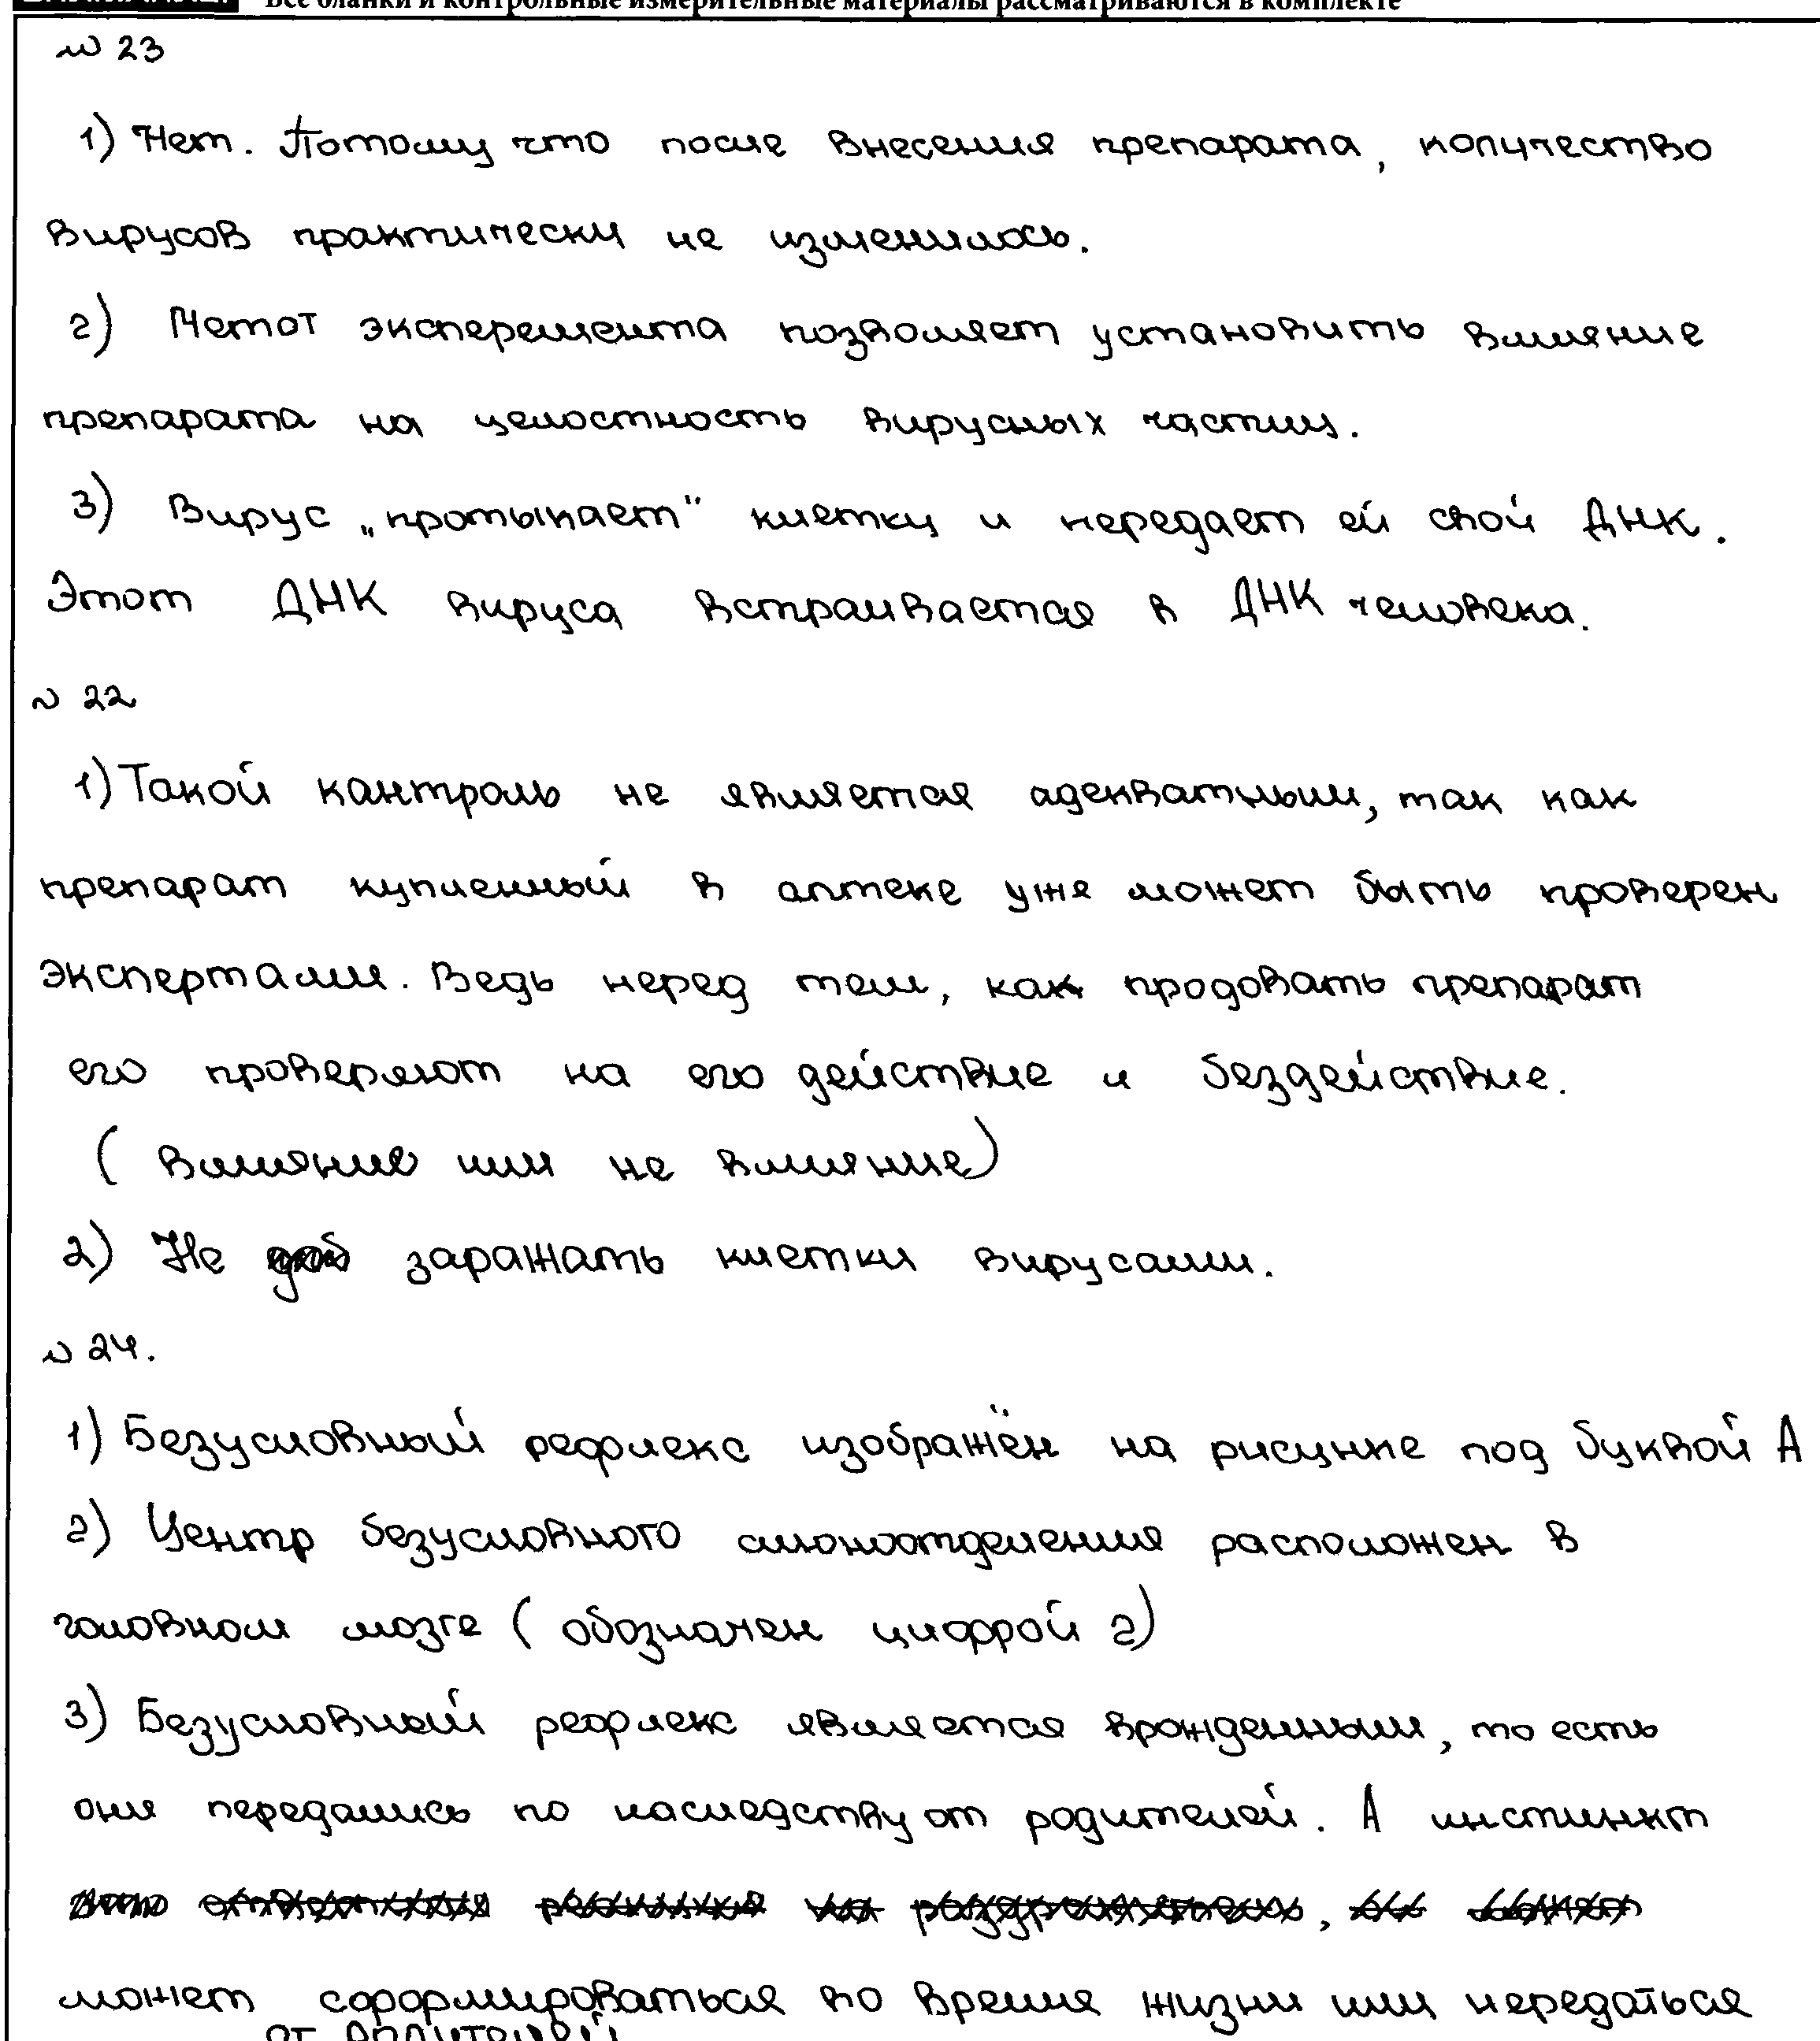 Все бланки и контрольные измерительные материалы рассматриваются в комплекте
№ 23
1) Нет. Потому что после внесения препарата, количество
вирусов практически не изменилось.
2) Метот эксперемента позволяет установить влияние
препарата на целостность вирусных частиц.
3) Вирус „протыкает" клетку и передает ей свой ДНК.
Этот ДНК вируса встраивается в ДНК человека.
№ 22
1) Такой кантроль не является адекватным, так как
препарат купленный в аптеке уже может быть проверен
экспертами. Ведь перед тем, как продовать препарат
его проверяют на его действие и бездействие.
( влияние или не влияние)
2) Не заражать клетки вирусами.
№ 24.
1) Безусловный рефлекс изображён на рисунке под буквой А
2) Центр безусловного слюноотделения расположен в
головном мозге ( обозначен цифрой 2)
3) Безусловный рефлекс является врожденным, то есть
они передались по наследству от родителей. А инстинкт
может сформироваться во время жизни или передаться
от родителей